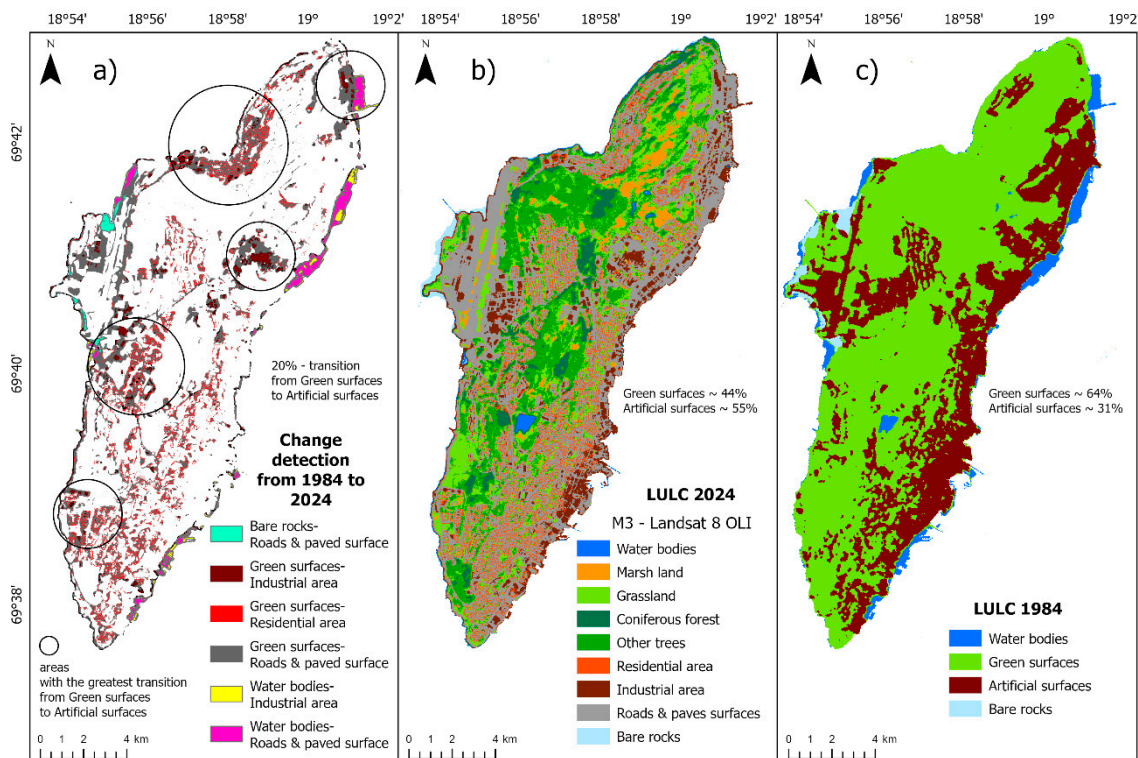 18°54' 18°56' 18°58' 19° 19°2
18°54' 18°56' 18°58' 19° 19°2
18°54' 18°56' 18°58' 19° 19°2
69°42'
69°40'
69°38'
N
a)
20% - transition
from Green surfaces
to Artificial surfaces
Change
detection
from 1984 to
2024
Bare rocks-
Roads & paved surface
Green surfaces-
Industrial area
Green surfaces-
Residential area
Green surfaces-
Roads & paved surface
Water bodies-
Industrial area
Water bodies-
Roads & paved surface
areas
with the greatest transition
from Green surfaces
to Artificial surfaces
0 1 2 4 km
N
b)
Green surfaces ~ 44%
Artificial surfaces ~ 55%
LULC 2024
M3 - Landsat 8 OLI
Water bodies
Marsh land
Grassland
Coniferous forest
Other trees
Residential area
Industrial area
Roads & paves surfaces
Bare rocks
0 1 2 4 km
N
c)
Green surfaces ~ 64%
Artificial surfaces ~ 31%
LULC 1984
Water bodies
Green surfaces
Artificial surfaces
Bare rocks
0 1 2 4 km